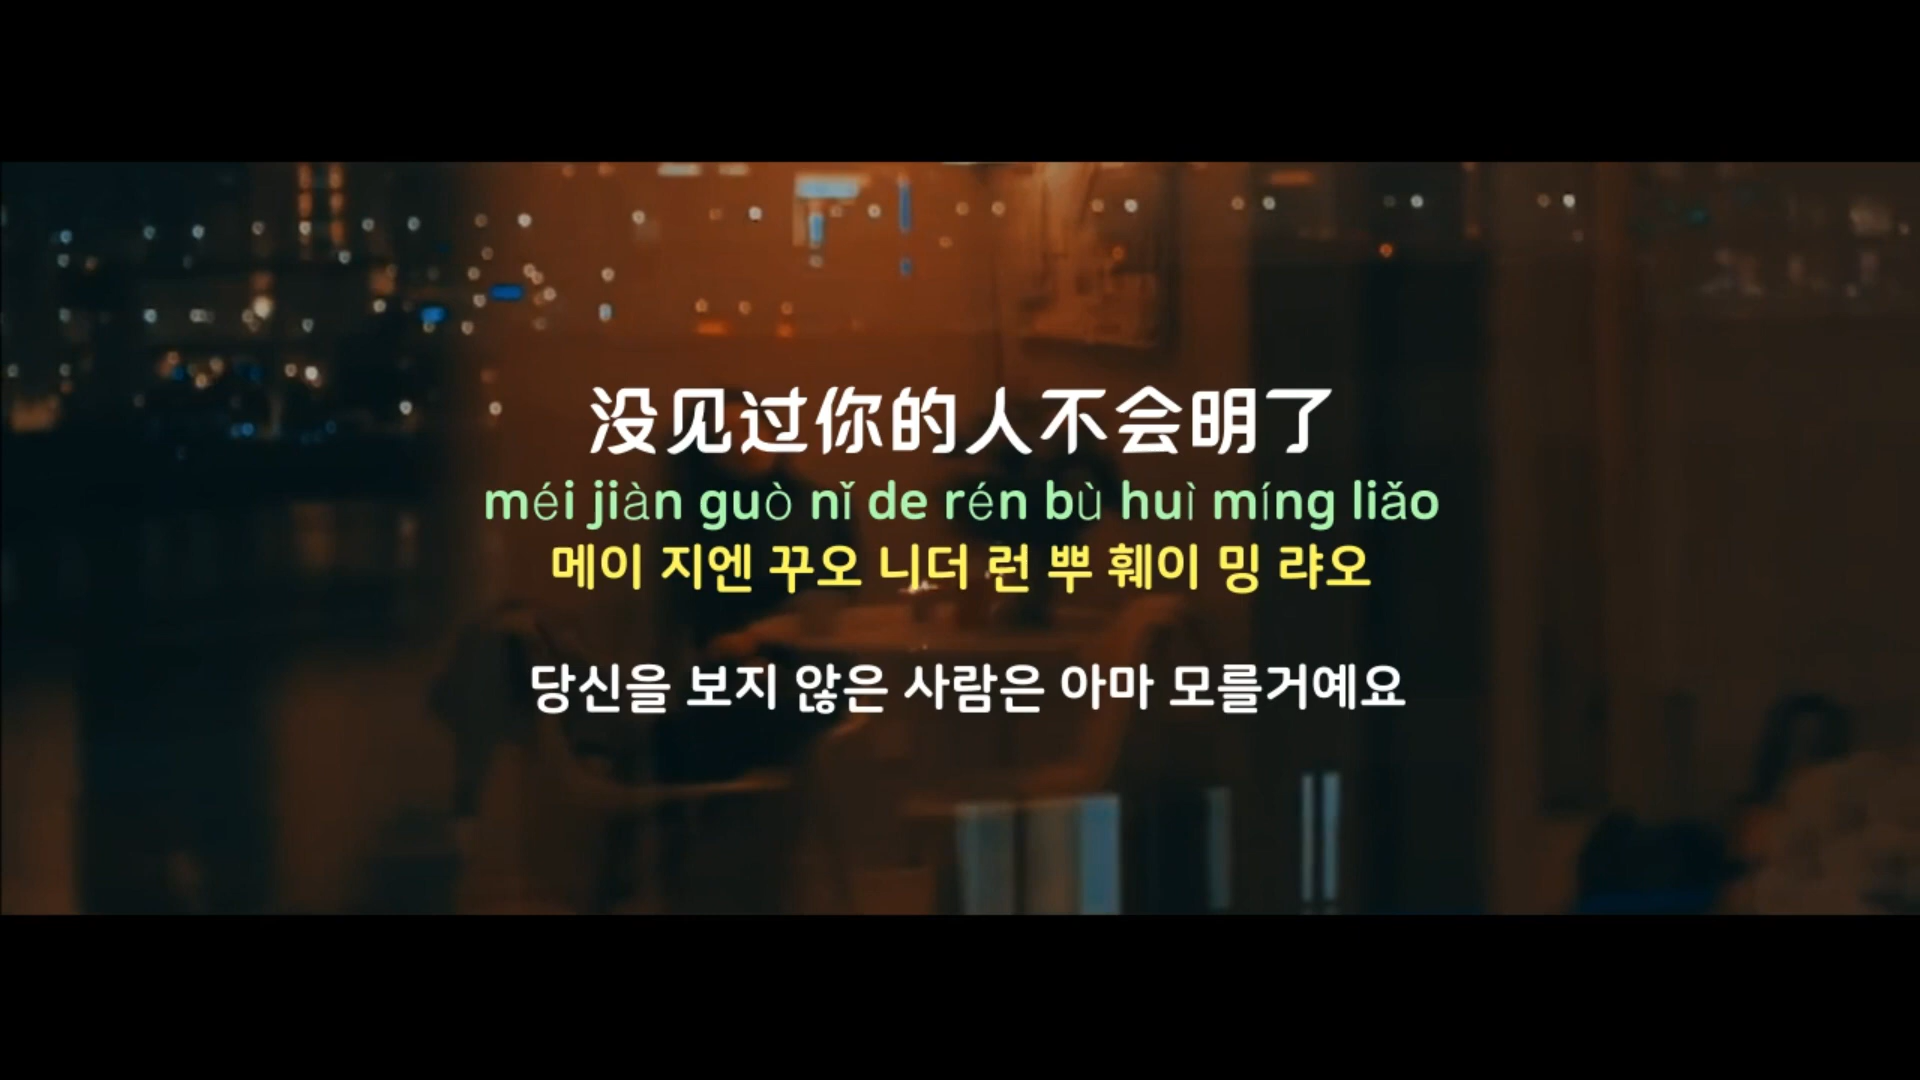 没见过你的人不会明了
méi jiàn guò nǐ de rén bù huì míng liǎo
메이 지엔 꾸오 니더 런 뿌 훼이 밍 랴오
당신을 보지 않은 사람은 아마 모를거예요